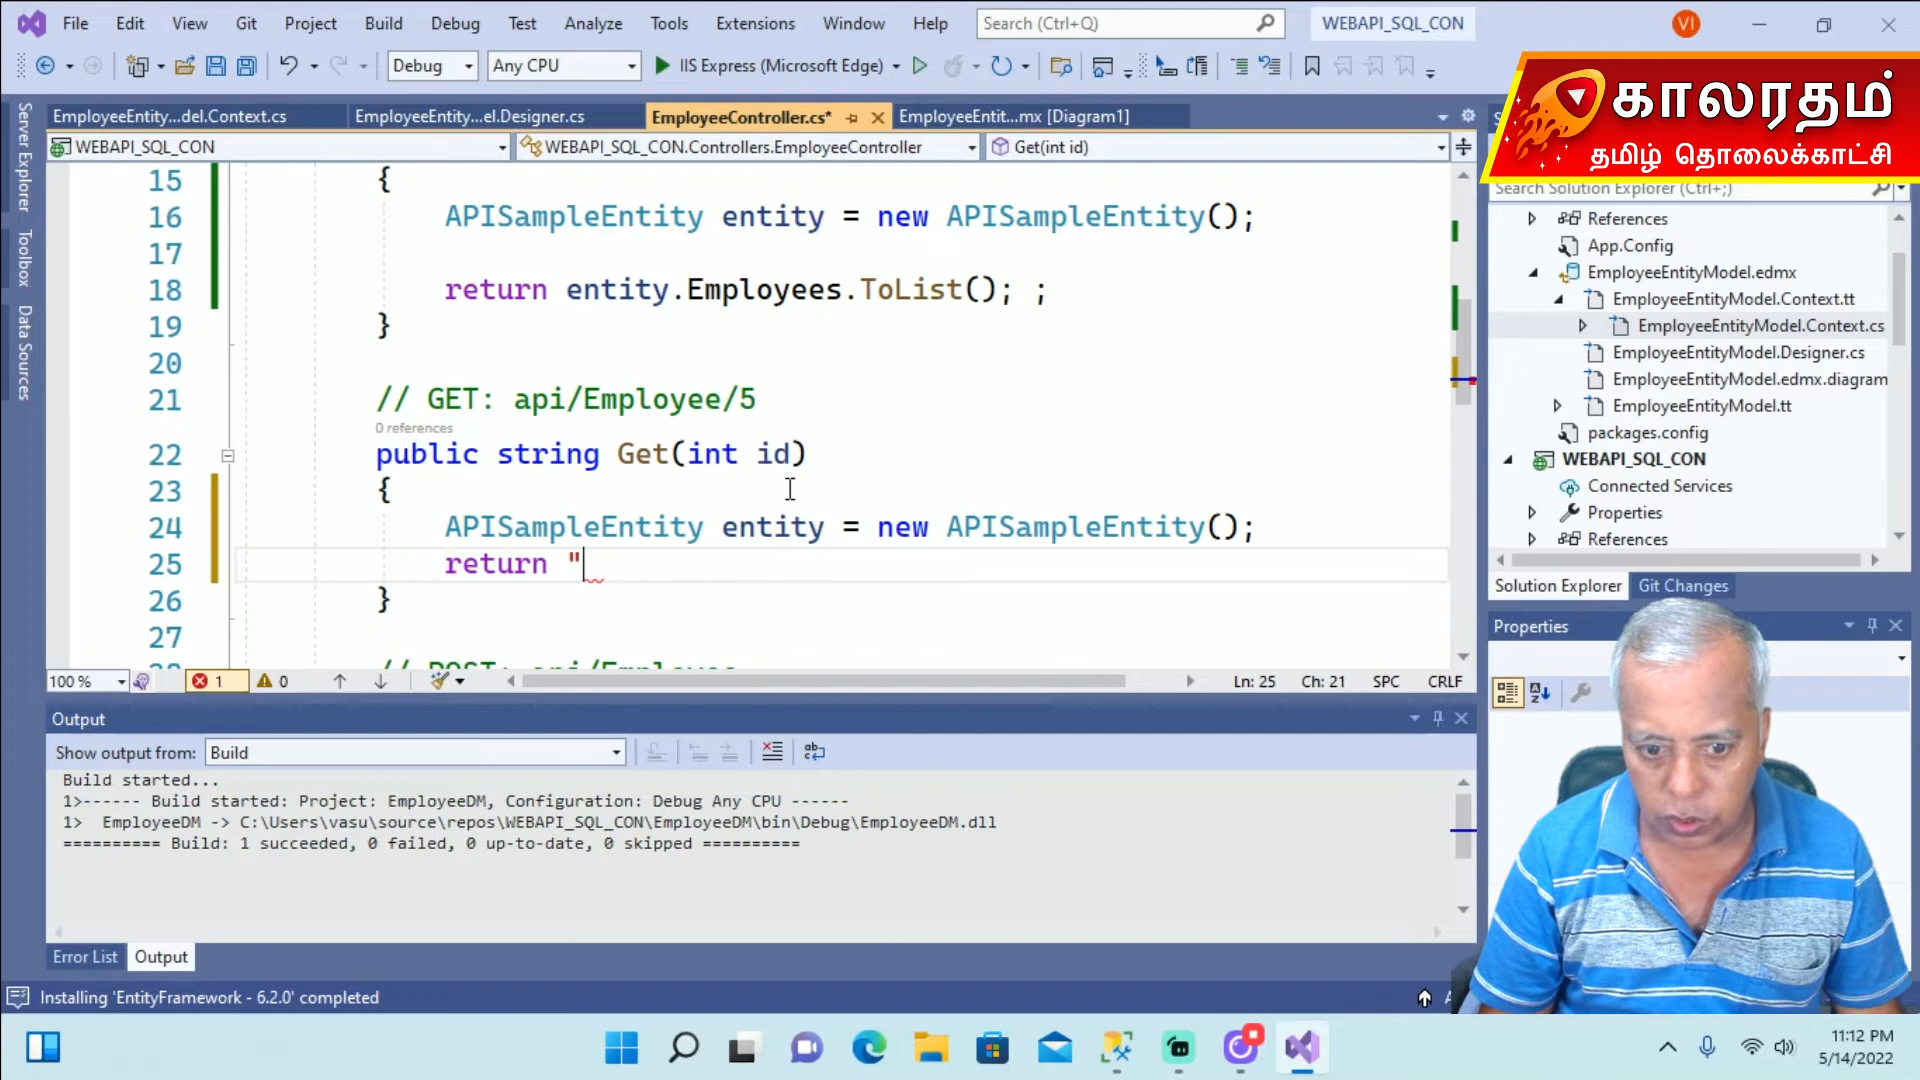 File Edit View Git Project Build Debug Test Analyze Tools Extensions Window Help Search (Ctrl+Q) WEBAPI_SQL_CON VI
Debug Any CPU IIS Express (Microsoft Edge)
காலரதம்
தமிழ் தொலைக்காட்சி
EmployeeEntity...del.Context.cs EmployeeEntity...el.Designer.cs EmployeeController.cs* EmployeeEntit...mx [Diagram1]
WEBAPI_SQL_CON WEBAPI_SQL_CON.Controllers.EmployeeController Get(int id)
Server Explorer
Toolbox
Data Sources
15 {
16 APISampleEntity entity = new APISampleEntity();
17
18 return entity.Employees.ToList(); ;
19 }
20
21 // GET: api/Employee/5
0 references
22 public string Get(int id)
23 {
24 APISampleEntity entity = new APISampleEntity();
25 return "
26 }
27
// POST: api/Employee
100 % 1 0 Ln: 25 Ch: 21 SPC CRLF
Search Solution Explorer (Ctrl+;)
References
App.Config
EmployeeEntityModel.edmx
EmployeeEntityModel.Context.tt
EmployeeEntityModel.Context.cs
EmployeeEntityModel.Designer.cs
EmployeeEntityModel.edmx.diagram
EmployeeEntityModel.tt
packages.config
WEBAPI_SQL_CON
Connected Services
Properties
References
Solution Explorer Git Changes
Properties
Output
Show output from: Build
Build started...
1>------ Build started: Project: EmployeeDM, Configuration: Debug Any CPU ------
1> EmployeeDM -> C:\Users\vasu\source\repos\WEBAPI_SQL_CON\EmployeeDM\bin\Debug\EmployeeDM.dll
========== Build: 1 succeeded, 0 failed, 0 up-to-date, 0 skipped ==========
Error List Output
Installing 'EntityFramework - 6.2.0' completed
11:12 PM
5/14/2022